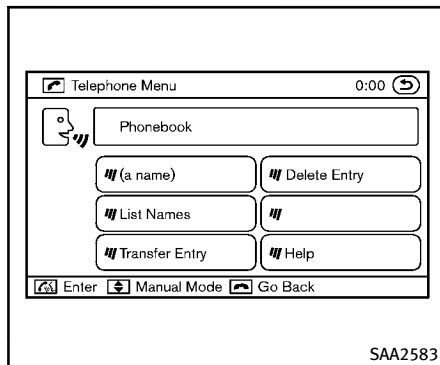 Telephone Menu 0:00
Phonebook
(a name) Delete Entry
List Names
Transfer Entry Help
Enter Manual Mode Go Back
SAA2583